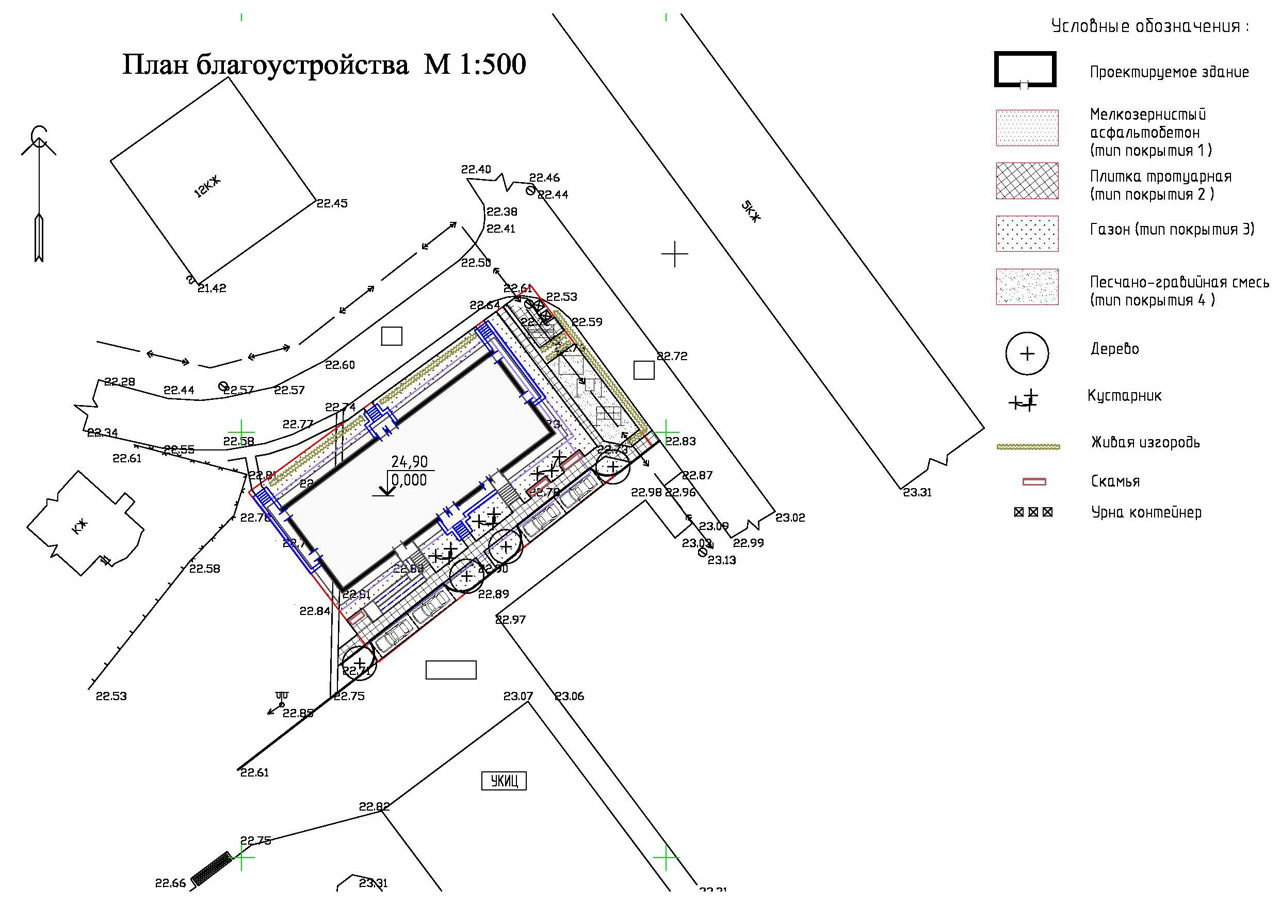 Условные обозначения :
План благоустройства М 1:500
Проектируемое здание
Мелкозернистый
асфальтобетон
(тип покрытия 1 )
Плитка тротуарная
(тип покрытия 2 )
Газон (тип покрытия 3)
Песчано-гравийная смесь
(тип покрытия 4 )
Дерево
Кустарник
Живая изгородь
Скамья
Урна контейнер
С
12КЖ
5КЖ
КЖ
УКИЦ
22.40
22.46
22.44
22.45
22.38
22.41
22.50
21.42
22.61
22.53
22.64
22.59
22.72
22.60
22.28
22.44
22.57
22.57
22.74
22.77
22.34
22.58
22.55
22.61
22.83
24,90
0,000
22.87
22.98
22.96
23.31
22.78
23.09
23.02
23.03
22.99
23.13
22.58
22.90
22.89
22.81
22.84
22.97
22.71
22.53
22.75
22.85
23.07
23.06
22.61
22.82
22.75
22.66
23.31